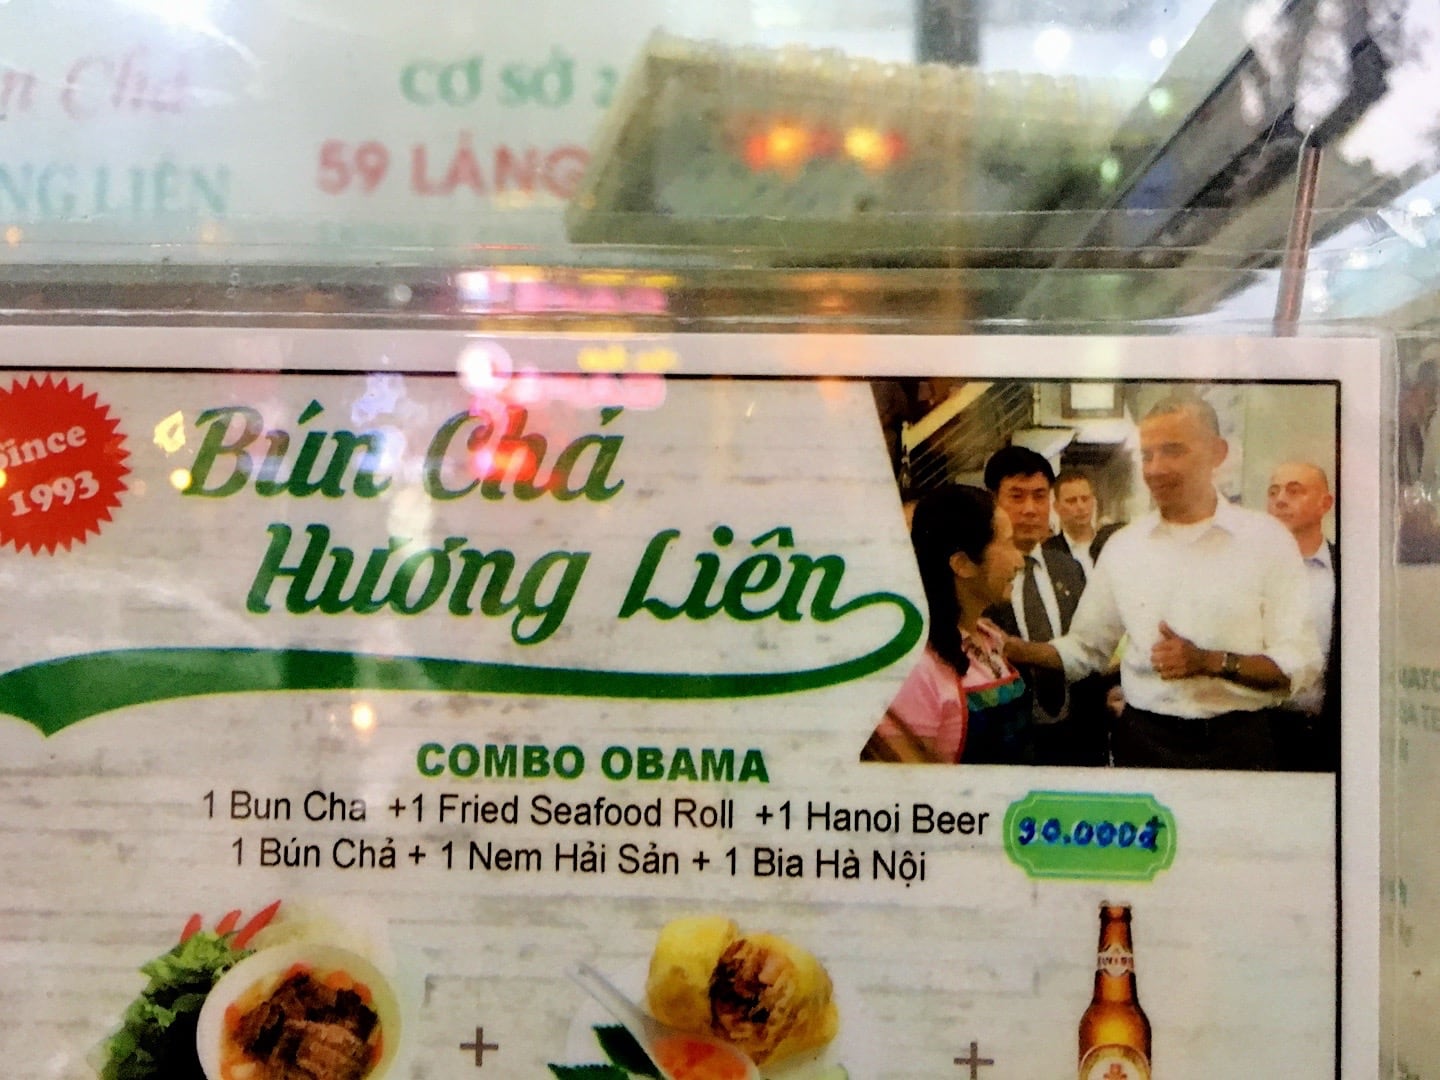 CƠ SỞ 2
59 LÁNG
Since
1993
Bún Chả
Hương Liên
COMBO OBAMA
1 Bun Cha +1 Fried Seafood Roll +1 Hanoi Beer
90.000đ
1 Bún Chả + 1 Nem Hải Sản + 1 Bia Hà Nội
+
+